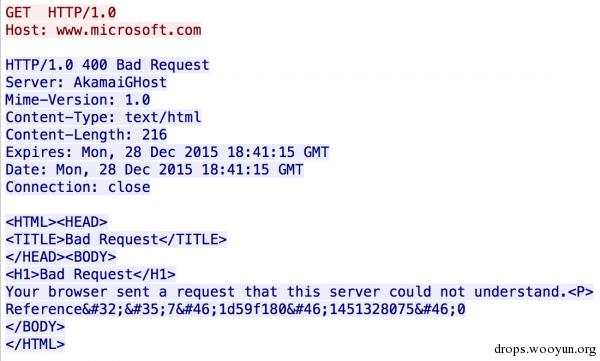 GET  HTTP/1.0
Host: www.microsoft.com

HTTP/1.0 400 Bad Request
Server: AkamaiGHost
Mime-Version: 1.0
Content-Type: text/html
Content-Length: 216
Expires: Mon, 28 Dec 2015 18:41:15 GMT
Date: Mon, 28 Dec 2015 18:41:15 GMT
Connection: close

<HTML><HEAD>
<TITLE>Bad Request</TITLE>
</HEAD><BODY>
<H1>Bad Request</H1>
Your browser sent a request that this server could not understand.<P>
Reference&#32;&#35;7&#46;1d59f180&#46;1451328075&#46;0
</BODY>
</HTML>
drops.wooyun.org